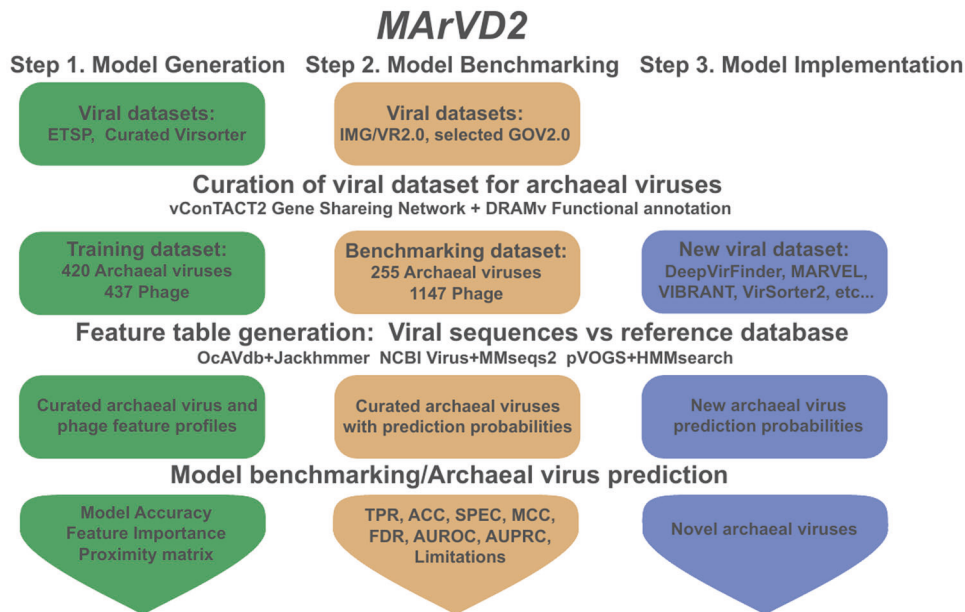 MArVD2
Step 1. Model Generation
Step 2. Model Benchmarking
Step 3. Model Implementation
Viral datasets:
ETSP, Curated Virsorter
Viral datasets:
IMG/VR2.0, selected GOV2.0
Curation of viral dataset for archaeal viruses
vConTACT2 Gene Shareing Network + DRAMv Functional annotation
Training dataset:
420 Archaeal viruses
437 Phage
Benchmarking dataset:
255 Archaeal viruses
1147 Phage
New viral dataset:
DeepVirFinder, MARVEL,
VIBRANT, VirSorter2, etc...
Feature table generation: Viral sequences vs reference database
OcAVdb+Jackhmmer NCBI Virus+MMseqs2 pVOGS+HMMsearch
Curated archaeal virus and
phage feature profiles
Curated archaeal viruses
with prediction probabilities
New archaeal virus
prediction probabilities
Model benchmarking/Archaeal virus prediction
Model Accuracy
Feature Importance
Proximity matrix
TPR, ACC, SPEC, MCC,
FDR, AUROC, AUPRC,
Limitations
Novel archaeal viruses